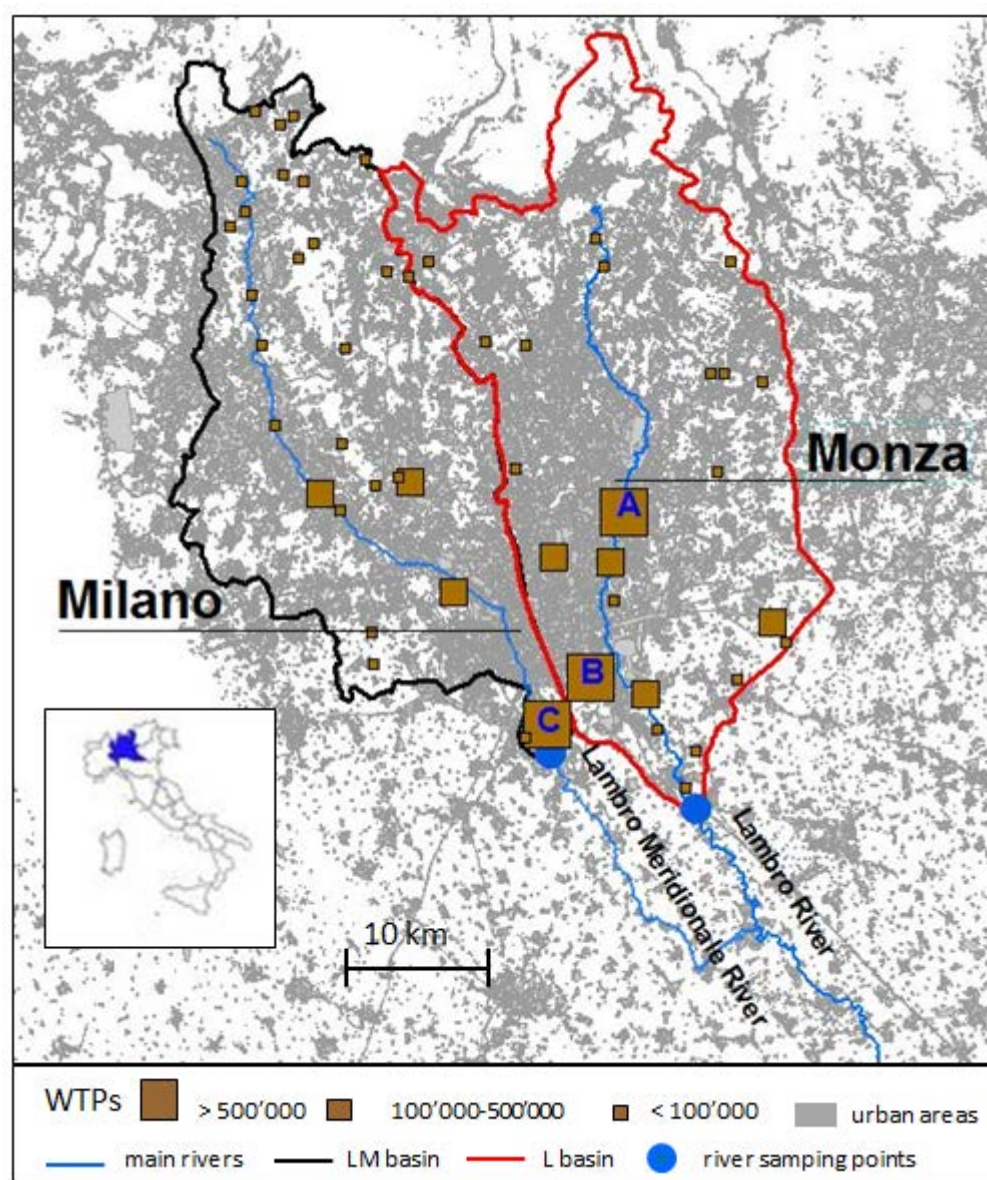 Monza
A
Milano
B
C
Lambro Meridionale River
Lambro River
10 km
WTPs > 500'000 100'000-500'000 < 100'000 urban areas
main rivers LM basin L basin river samping points